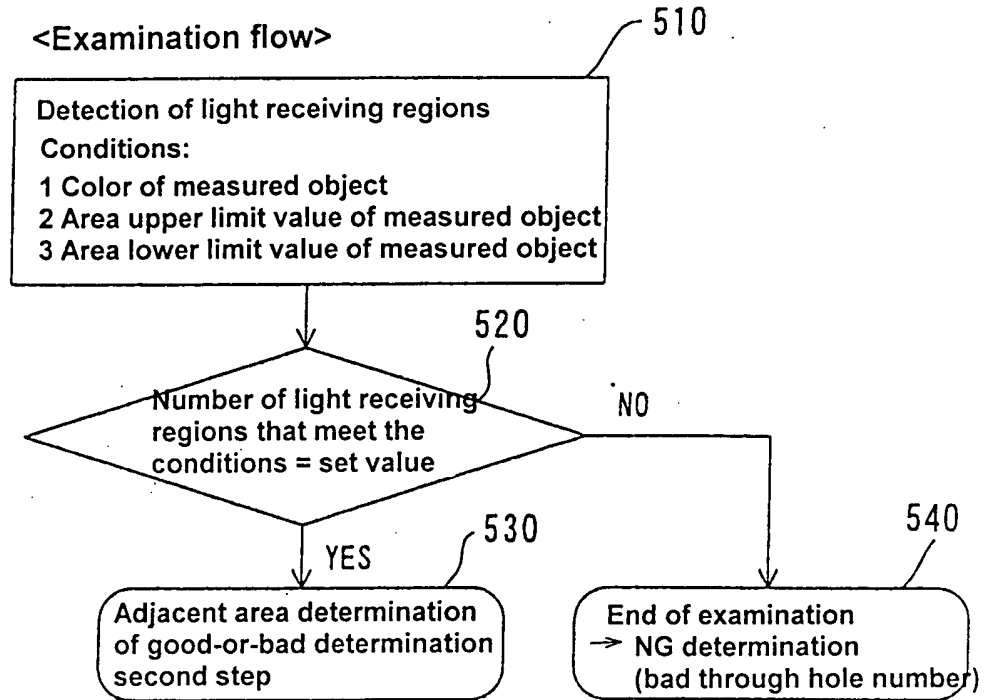 <Examination flow>
510
Detection of light receiving regions
Conditions:
1 Color of measured object
2 Area upper limit value of measured object
3 Area lower limit value of measured object
520
Number of light receiving
regions that meet the
conditions = set value
NO
YES
530
Adjacent area determination
of good-or-bad determination
second step
540
End of examination
→ NG determination
(bad through hole number)